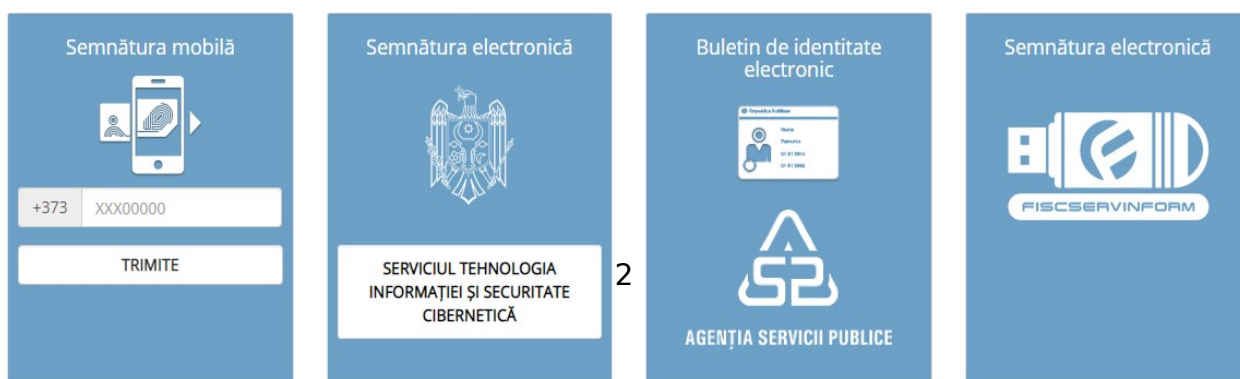 Semnătura mobilă
+373 XXX00000
TRIMITE
Semnătura electronică
SERVICIUL TEHNOLOGIA
INFORMAȚIEI ȘI SECURITATE
CIBERNETICĂ
2
Buletin de identitate
electronic
AGENȚIA SERVICII PUBLICE
Semnătura electronică
FISCSERVINFORM